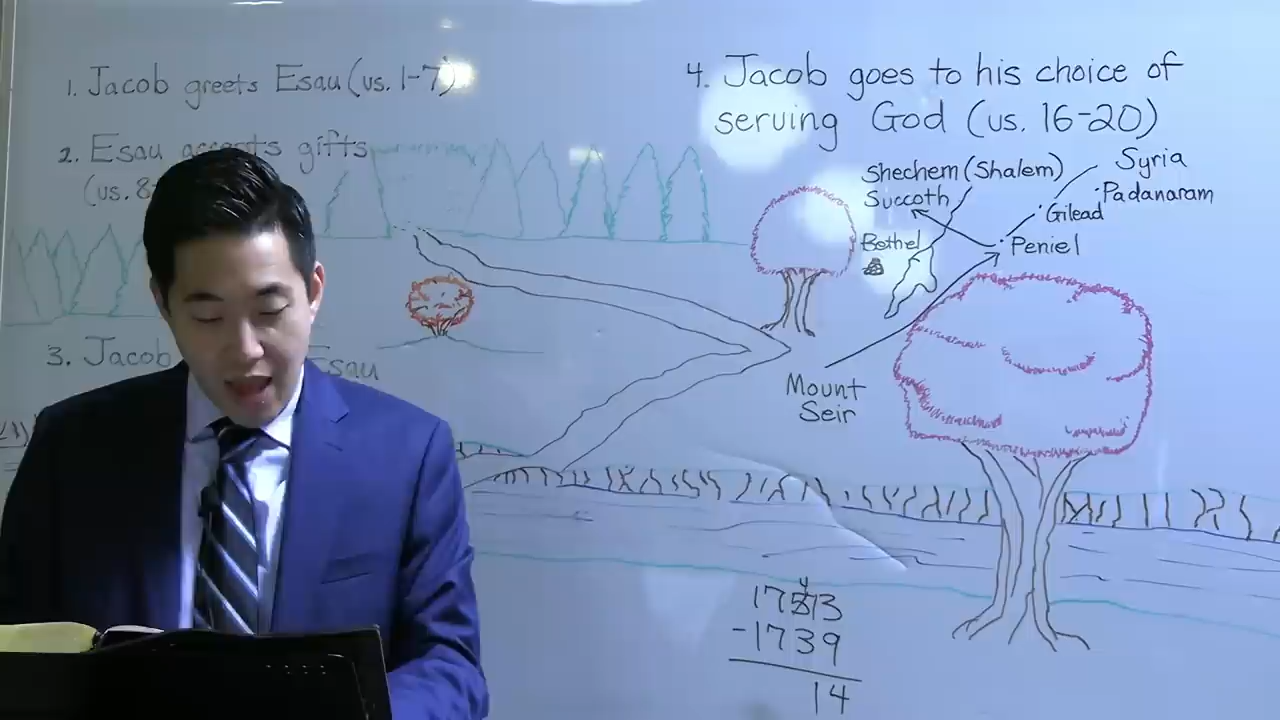 1. Jacob greets Esau (vs. 1-7)
2. Esau accepts gifts
(vs. 8
3. Jacob Esau
4. Jacob goes to his choice of
serving God (vs. 16-20)
Shechem (Shalem)
Syria
Succoth
Padanaram
Gilead
Bethel
Peniel
Mount
Seir
4
1753
-1739
14